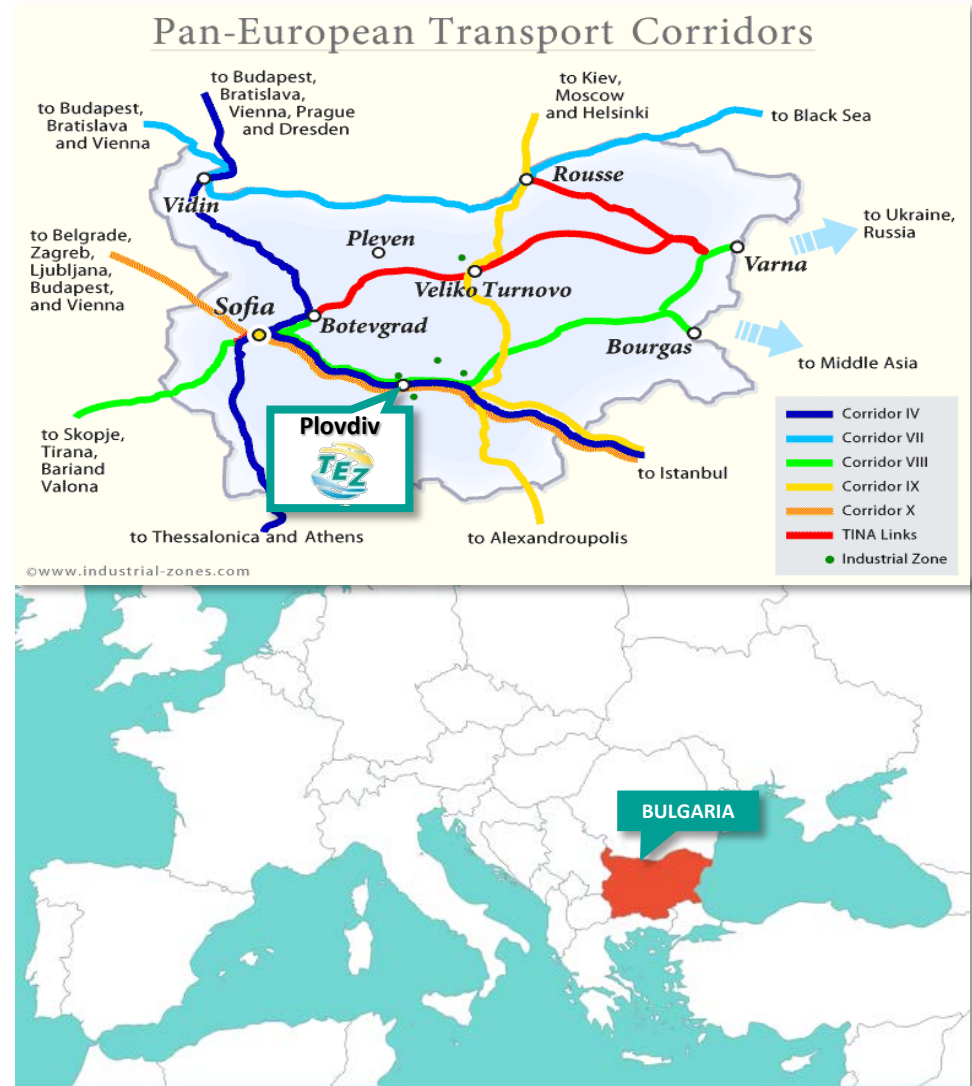 Pan-European Transport Corridors
to Budapest,
Bratislava,
Vienna, Prague
and Dresden
to Kiev,
Moscow
and Helsinki
to Budapest,
Bratislava
and Vienna
to Black Sea
Rousse
Vidin
to Ukraine,
Russia
to Belgrade,
Zagreb,
Ljubljana,
Budapest,
and Vienna
Pleven
Varna
Veliko Turnovo
Sofia
Botevgrad
Bourgas
to Middle Asia
Plovdiv
TEZ
to Skopje,
Tirana,
Bariand
Valona
to Istanbul
to Thessalonica and Athens
to Alexandroupolis
Corridor IV
Corridor VII
Corridor VIII
Corridor IX
Corridor X
TINA Links
Industrial Zone
©www.industrial-zones.com
BULGARIA